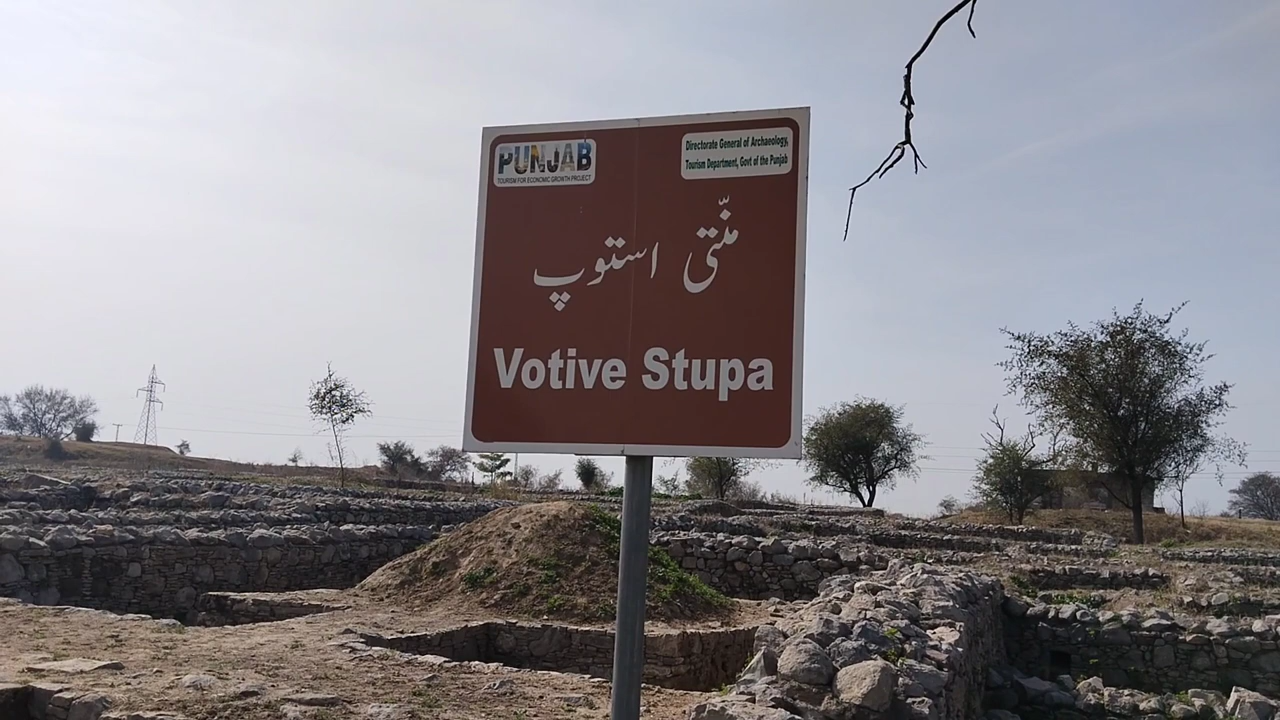 PUNJAB
TOURISM FOR ECONOMIC GROWTH PROJECT
Directorate General of Archaeology,
Tourism Department, Govt of the Punjab
منّتی استوپ
Votive Stupa